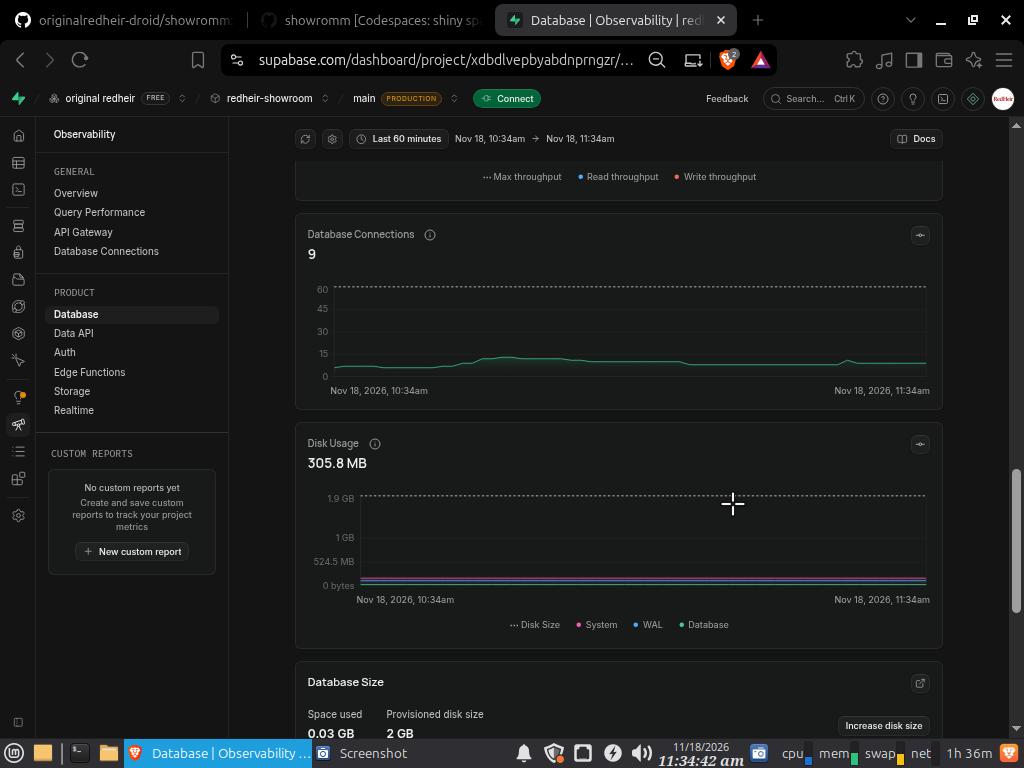 originalredheir-droid/showromm:
showromm [Codespaces: shiny sp
Database | Observability | redl
supabase.com/dashboard/project/xdbdlvepbyabdnprngzr/...
2
original redheir FREE / redheir-showroom / main PRODUCTION Connect
Feedback Search... Ctrl K RedHeir
Observability
Last 60 minutes Nov 18, 10:34am → Nov 18, 11:34am Docs
GENERAL
Overview
Query Performance
API Gateway
Database Connections
PRODUCT
Database
Data API
Auth
Edge Functions
Storage
Realtime
CUSTOM REPORTS
No custom reports yet
Create and save custom
reports to track your project
metrics
+ New custom report
Max throughput Read throughput Write throughput
Database Connections
9
60
45
30
15
0
Nov 18, 2026, 10:34am Nov 18, 2026, 11:34am
Disk Usage
305.8 MB
1.9 GB
1 GB
524.5 MB
0 bytes
Nov 18, 2026, 10:34am Nov 18, 2026, 11:34am
Disk Size System WAL Database
Database Size
Space used Provisioned disk size
0.03 GB 2 GB
Increase disk size
Database | Observability ... Screenshot
11/18/2026
11:34:42 am
cpu mem swap net 1h 36m